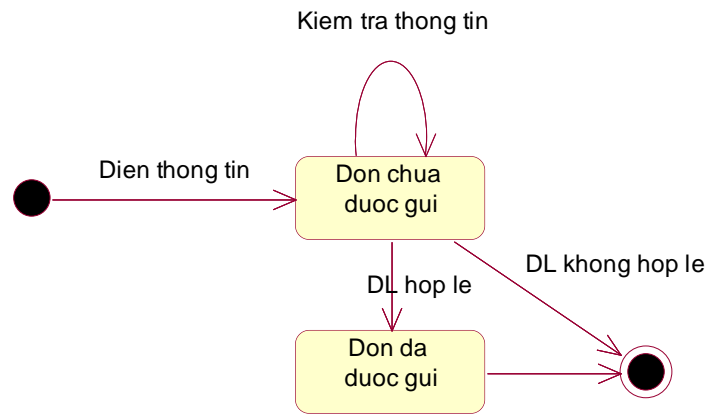 Kiem tra thong tin
Dien thong tin
Don chua
duoc gui
DL hop le
DL khong hop le
Don da
duoc gui